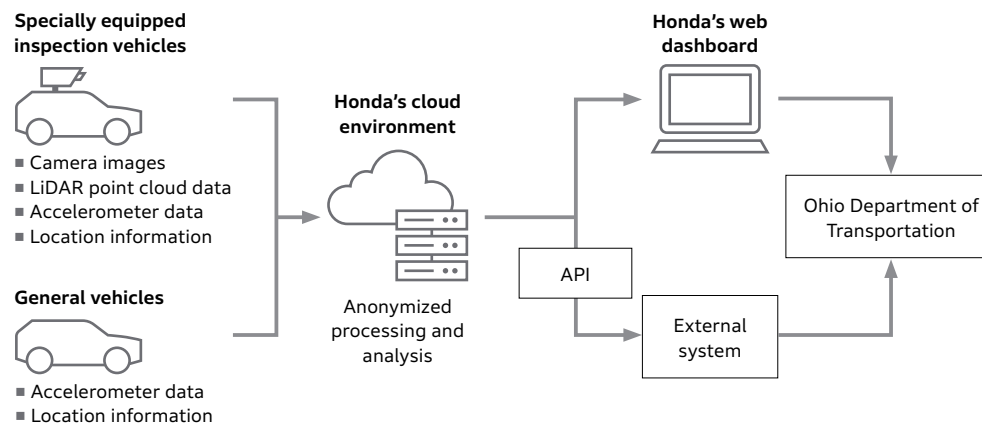 Specially equipped
inspection vehicles
■ Camera images
■ LiDAR point cloud data
■ Accelerometer data
■ Location information
General vehicles
■ Accelerometer data
■ Location information
Honda’s cloud
environment
Anonymized
processing and
analysis
Honda’s web
dashboard
API
External
system
Ohio Department of
Transportation